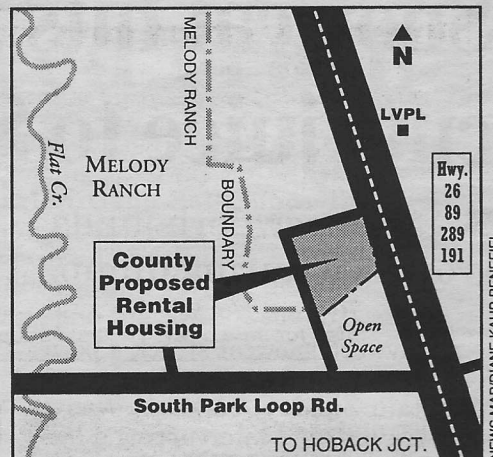 N
LVPL
MELODY RANCH
BOUNDARY
Flat Cr.
MELODY
RANCH
Hwy.
26
89
289
191
County
Proposed
Rental
Housing
Open
Space
South Park Loop Rd.
TO HOBACK JCT.